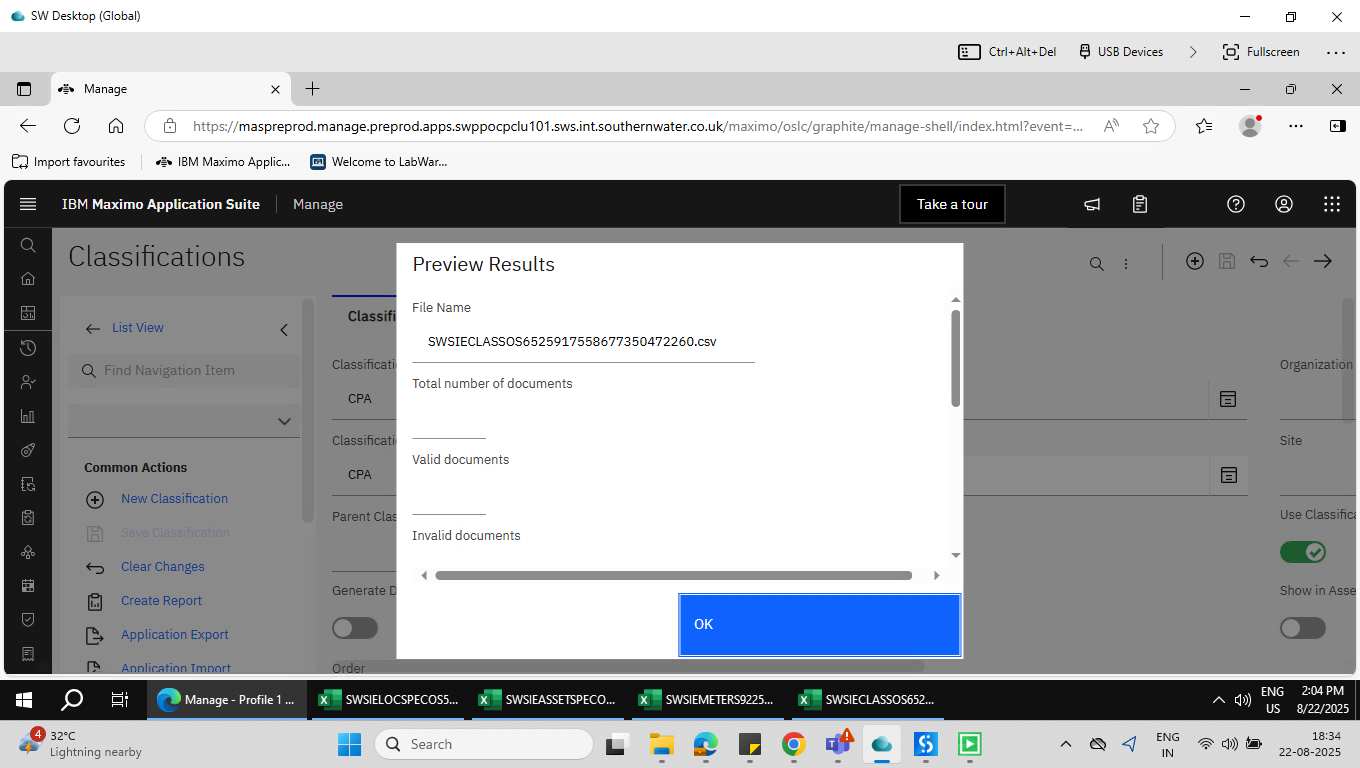 SW Desktop (Global)
Ctrl+Alt+Del
USB Devices
Fullscreen
Manage
https://maspreprod.manage.preprod.apps.swppocpclu101.sws.int.southernwater.co.uk/maximo/oslc/graphite/manage-shell/index.html?event=...
Import favourites
IBM Maximo Applic...
Welcome to LabWar...
IBM Maximo Application Suite
Manage
Take a tour
Classifications
Preview Results
List View
Find Navigation Item
Common Actions
New Classification
Save Classification
Clear Changes
Create Report
Application Export
Application Import
Classifi
Classificati
CPA
Classificati
CPA
Parent Clas
Generate D
Order
File Name
SWSIECLASSOS6525917558677350472260.csv
Total number of documents
Valid documents
Invalid documents
OK
Organization
Site
Use Classifica
Show in Asse
Manage - Profile 1 ...
SWSIELOCSPECOS5...
SWSIEASSETSPECO...
SWSIEMETERS9225...
SWSIECLASSOS652...
ENG
US
2:04 PM
8/22/2025
4
32°C
Lightning nearby
Search
ENG
IN
18:34
22-08-2025